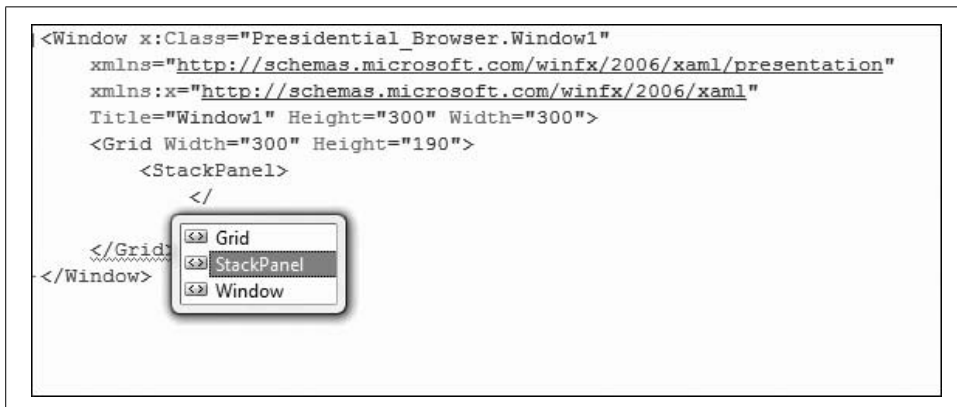 <Window x:Class="Presidential_Browser.Window1"
xmlns="http://schemas.microsoft.com/winfx/2006/xaml/presentation"
xmlns:x="http://schemas.microsoft.com/winfx/2006/xaml"
Title="Window1" Height="300" Width="300">
<Grid Width="300" Height="190">
<StackPanel>
</
Grid
</Grid>
StackPanel
</Window>
Window